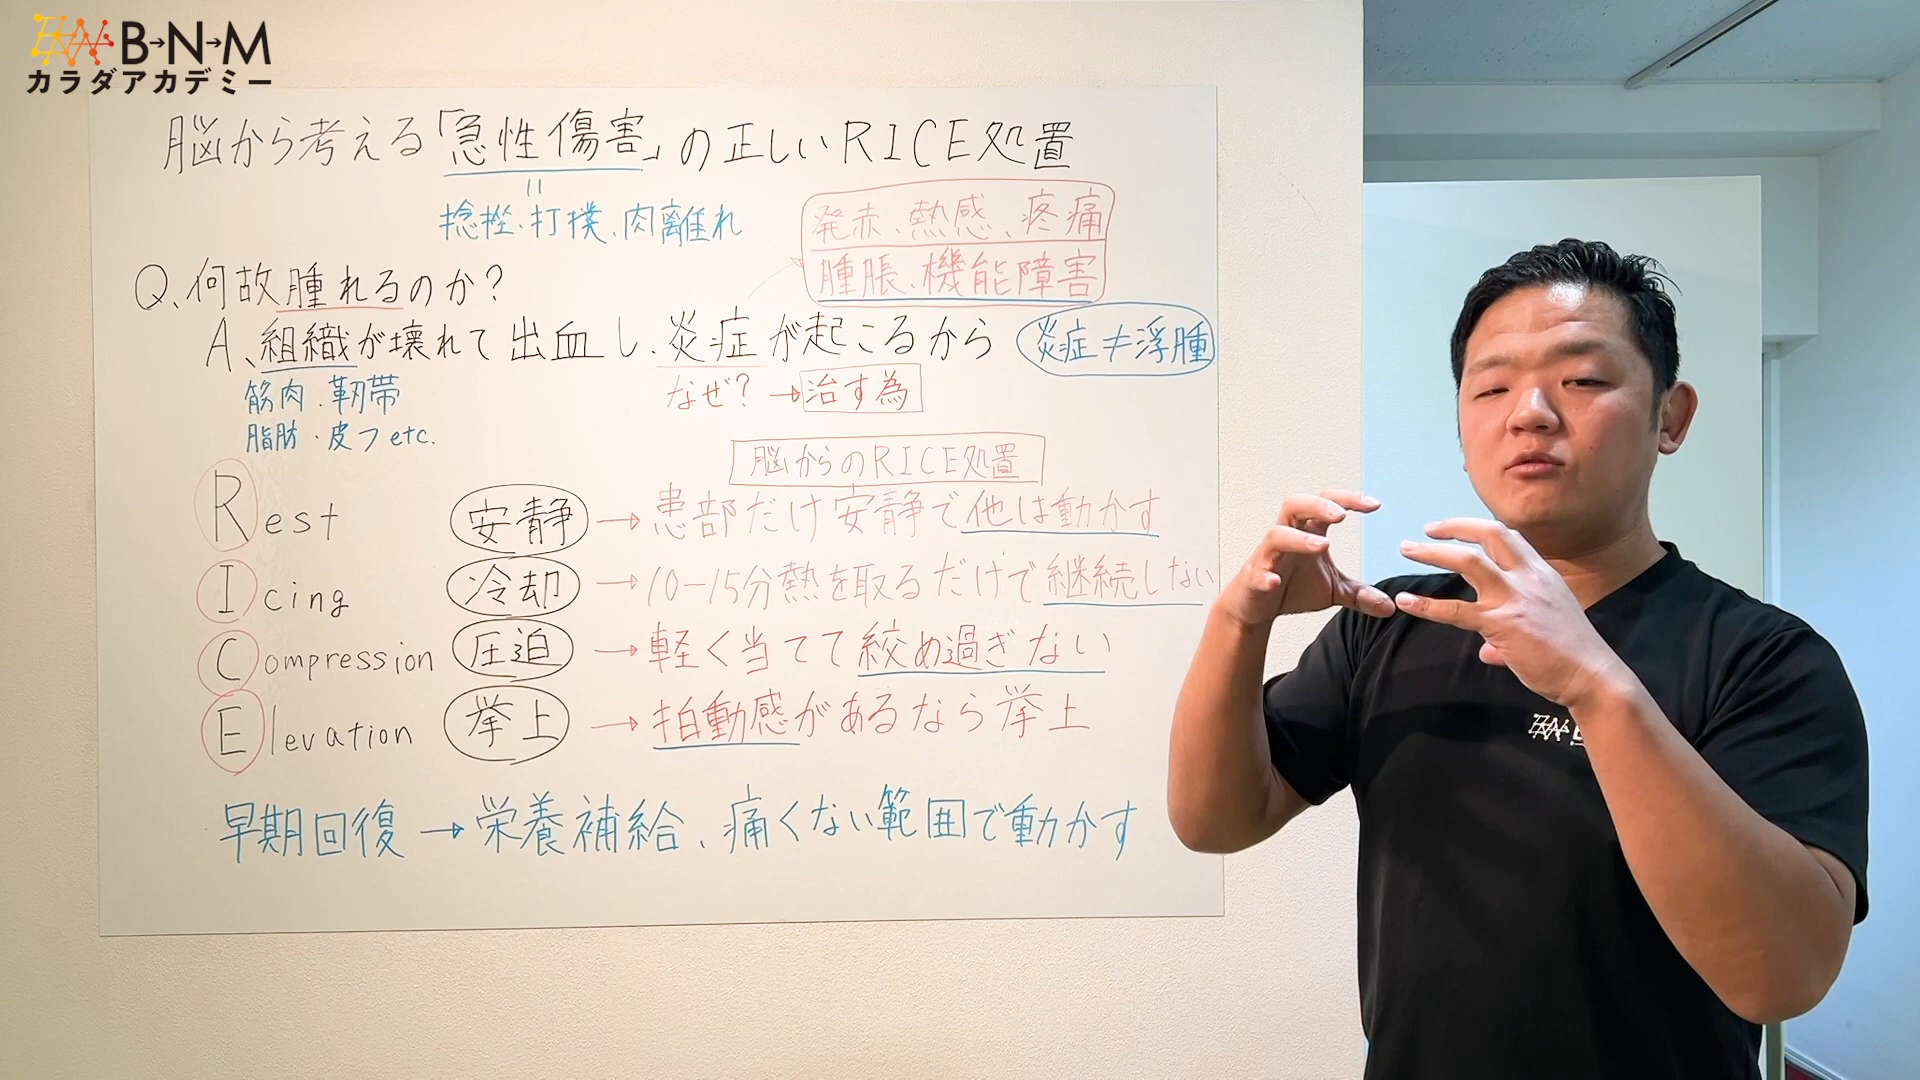 B→N→M
カラダアカデミー
脳から考える「急性傷害」の正しいRICE処置
=
捻挫、打撲、肉離れ
発赤、熱感、疼痛
腫脹、機能障害
Q、何故腫れるのか?
A、組織が壊れて出血し、炎症が起こるから
炎症≠浮腫
筋肉、靭帯
脂肪・皮フetc.
なぜ?→治す為
脳からのRICE処置
Rest 安静→患部だけ安静で他は動かす
Icing 冷却→10-15分熱を取るだけで継続しない
Compression 圧迫→軽く当てて絞め過ぎない
Elevation 挙上→拍動感があるなら挙上
早期回復→栄養補給、痛くない範囲で動かす